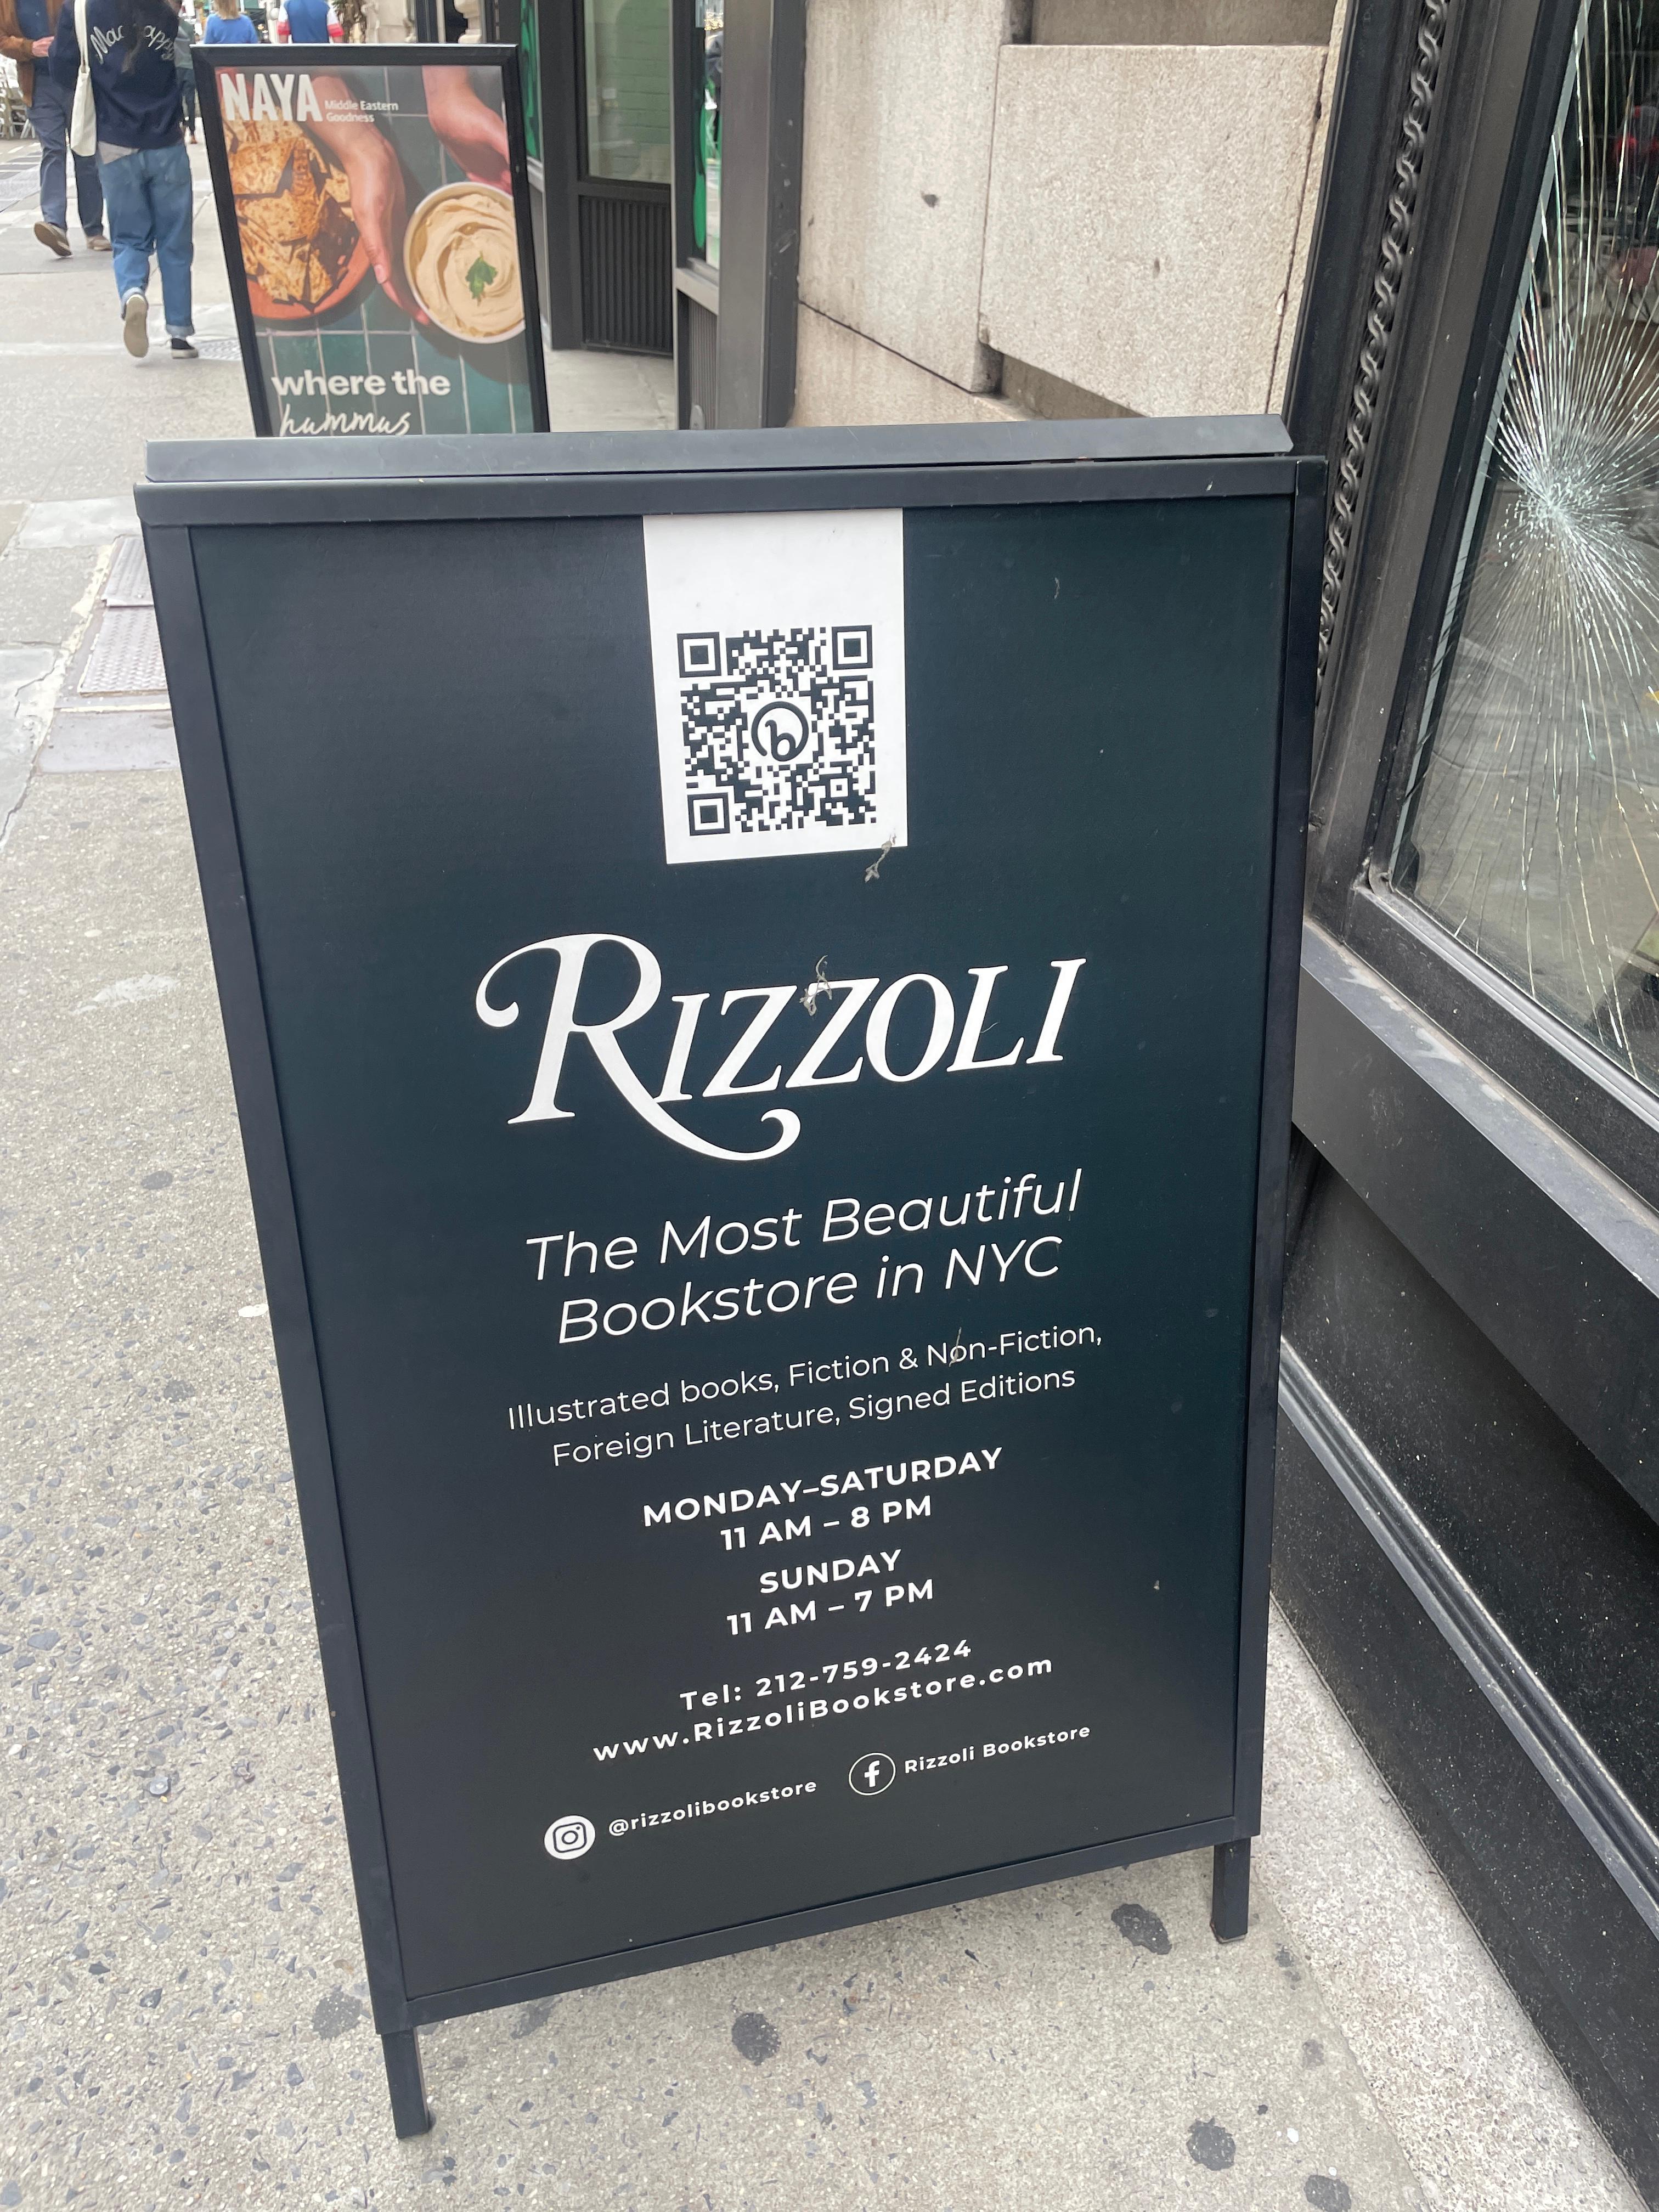 NAYA Middle Eastern
Goodness
where the
hummus
RIZZOLI
The Most Beautiful
Bookstore in NYC
Illustrated books, Fiction & Non-Fiction,
Foreign Literature, Signed Editions
MONDAY–SATURDAY
11 AM – 8 PM
SUNDAY
11 AM – 7 PM
Tel: 212-759-2424
www.RizzoliBookstore.com
@rizzolibookstore
Rizzoli Bookstore